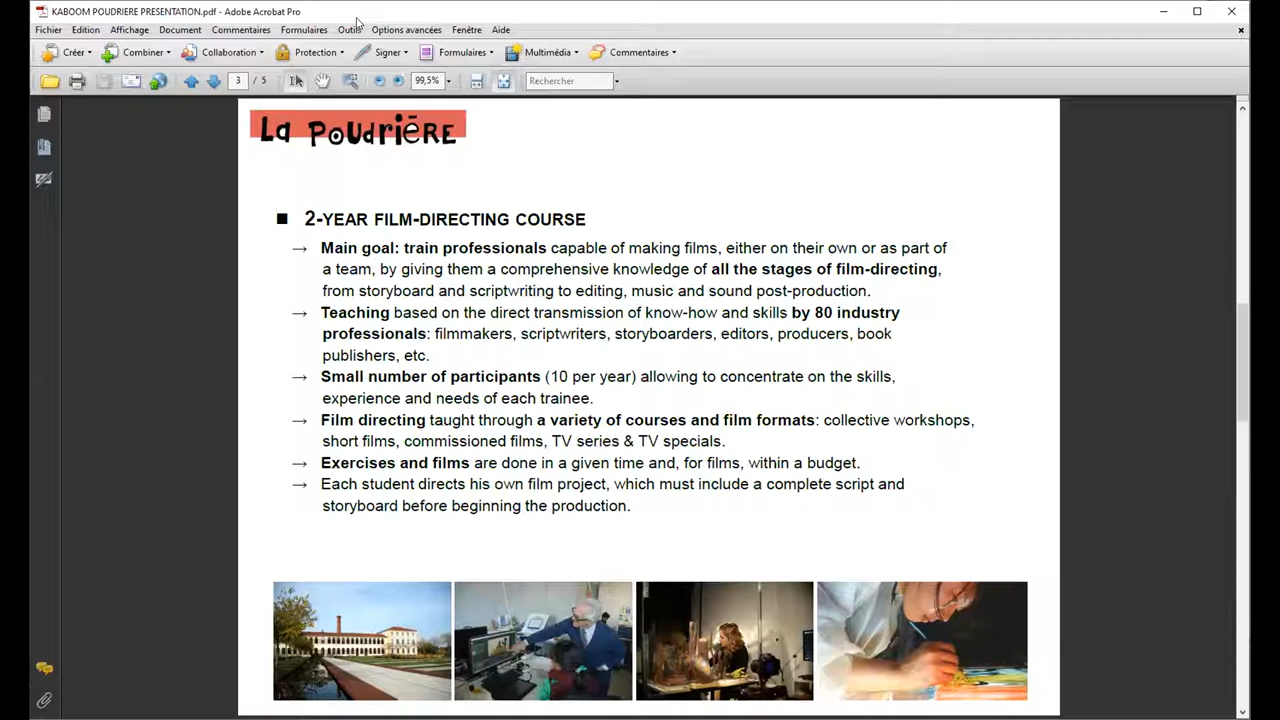 KABOOM POUDRIERE PRESENTATION.pdf - Adobe Acrobat Pro
Fichier Edition Affichage Document Commentaires Formulaires Outils Options avancées Fenêtre Aide
Créer Combiner Collaboration Protection Signer Formulaires Multimédia Commentaires
3 / 5 99,5% Rechercher
La PoudriēRE
2-YEAR FILM-DIRECTING COURSE
→ Main goal: train professionals capable of making films, either on their own or as part of
a team, by giving them a comprehensive knowledge of all the stages of film-directing,
from storyboard and scriptwriting to editing, music and sound post-production.
→ Teaching based on the direct transmission of know-how and skills by 80 industry
professionals: filmmakers, scriptwriters, storyboarders, editors, producers, book
publishers, etc.
→ Small number of participants (10 per year) allowing to concentrate on the skills,
experience and needs of each trainee.
→ Film directing taught through a variety of courses and film formats: collective workshops,
short films, commissioned films, TV series & TV specials.
→ Exercises and films are done in a given time and, for films, within a budget.
→ Each student directs his own film project, which must include a complete script and
storyboard before beginning the production.